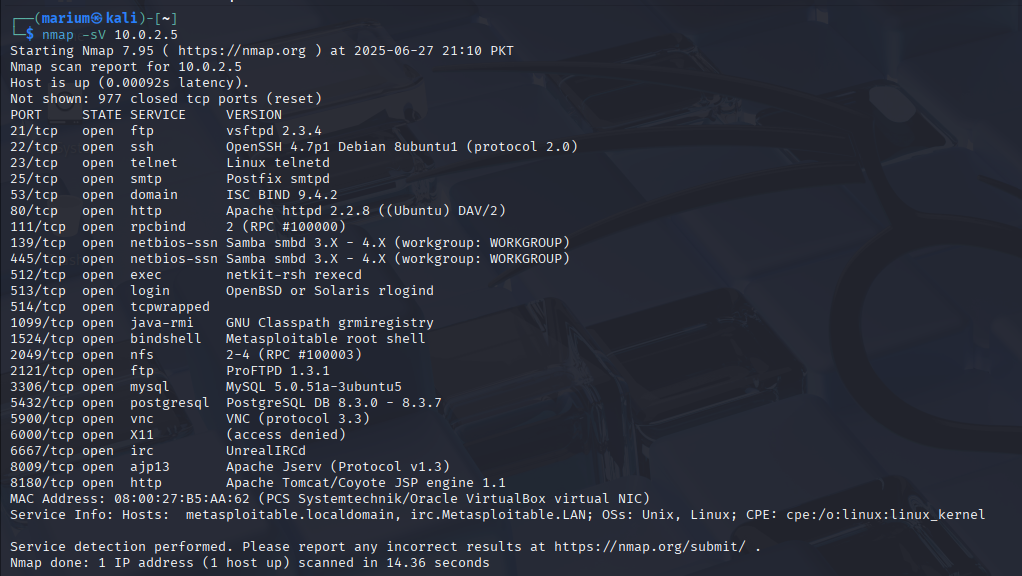 ┌──(marium㉿kali)-[~]
└─$ nmap -sV 10.0.2.5
Starting Nmap 7.95 ( https://nmap.org ) at 2025-06-27 21:10 PKT
Nmap scan report for 10.0.2.5
Host is up (0.00092s latency).
Not shown: 977 closed tcp ports (reset)
PORT     STATE SERVICE     VERSION
21/tcp   open  ftp         vsftpd 2.3.4
22/tcp   open  ssh         OpenSSH 4.7p1 Debian 8ubuntu1 (protocol 2.0)
23/tcp   open  telnet      Linux telnetd
25/tcp   open  smtp        Postfix smtpd
53/tcp   open  domain      ISC BIND 9.4.2
80/tcp   open  http        Apache httpd 2.2.8 ((Ubuntu) DAV/2)
111/tcp  open  rpcbind     2 (RPC #100000)
139/tcp  open  netbios-ssn Samba smbd 3.X - 4.X (workgroup: WORKGROUP)
445/tcp  open  netbios-ssn Samba smbd 3.X - 4.X (workgroup: WORKGROUP)
512/tcp  open  exec        netkit-rsh rexecd
513/tcp  open  login       OpenBSD or Solaris rlogind
514/tcp  open  tcpwrapped
1099/tcp open  java-rmi    GNU Classpath grmiregistry
1524/tcp open  bindshell   Metasploitable root shell
2049/tcp open  nfs         2-4 (RPC #100003)
2121/tcp open  ftp         ProFTPD 1.3.1
3306/tcp open  mysql       MySQL 5.0.51a-3ubuntu5
5432/tcp open  postgresql  PostgreSQL DB 8.3.0 - 8.3.7
5900/tcp open  vnc         VNC (protocol 3.3)
6000/tcp open  X11         (access denied)
6667/tcp open  irc         UnrealIRCd
8009/tcp open  ajp13       Apache Jserv (Protocol v1.3)
8180/tcp open  http        Apache Tomcat/Coyote JSP engine 1.1
MAC Address: 08:00:27:B5:AA:62 (PCS Systemtechnik/Oracle VirtualBox virtual NIC)
Service Info: Hosts:  metasploitable.localdomain, irc.Metasploitable.LAN; OSs: Unix, Linux; CPE: cpe:/o:linux:linux_kernel

Service detection performed. Please report any incorrect results at https://nmap.org/submit/ .
Nmap done: 1 IP address (1 host up) scanned in 14.36 seconds